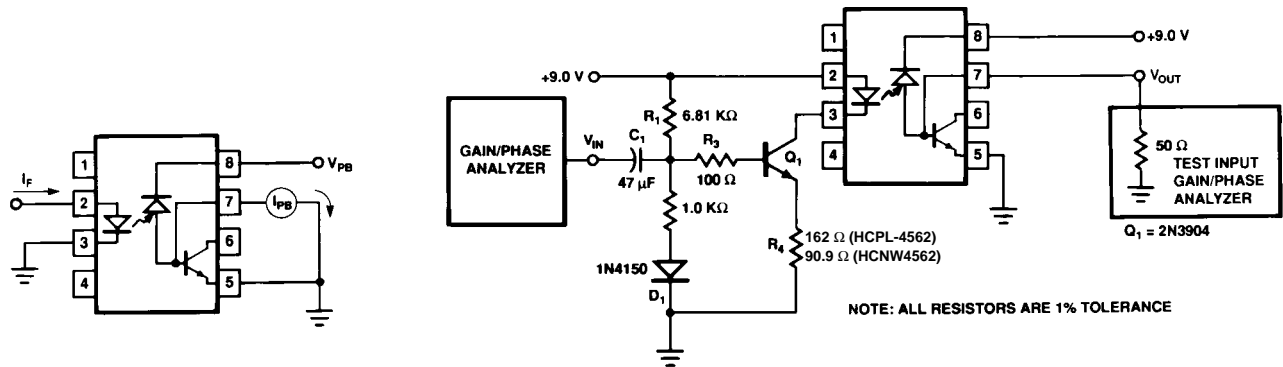 I_F
1
2
3
4
8
7
6
5
V_PB
I_PB
GAIN/PHASE
ANALYZER
V_IN
C_1
47 µF
+9.0 V
R_1
6.81 KΩ
R_3
100 Ω
1.0 KΩ
1N4150
D_1
Q_1
R_4
162 Ω (HCPL-4562)
90.9 Ω (HCNW4562)
1
2
3
4
8
7
6
5
+9.0 V
V_OUT
50 Ω
TEST INPUT
GAIN/PHASE
ANALYZER
Q_1 = 2N3904
NOTE: ALL RESISTORS ARE 1% TOLERANCE